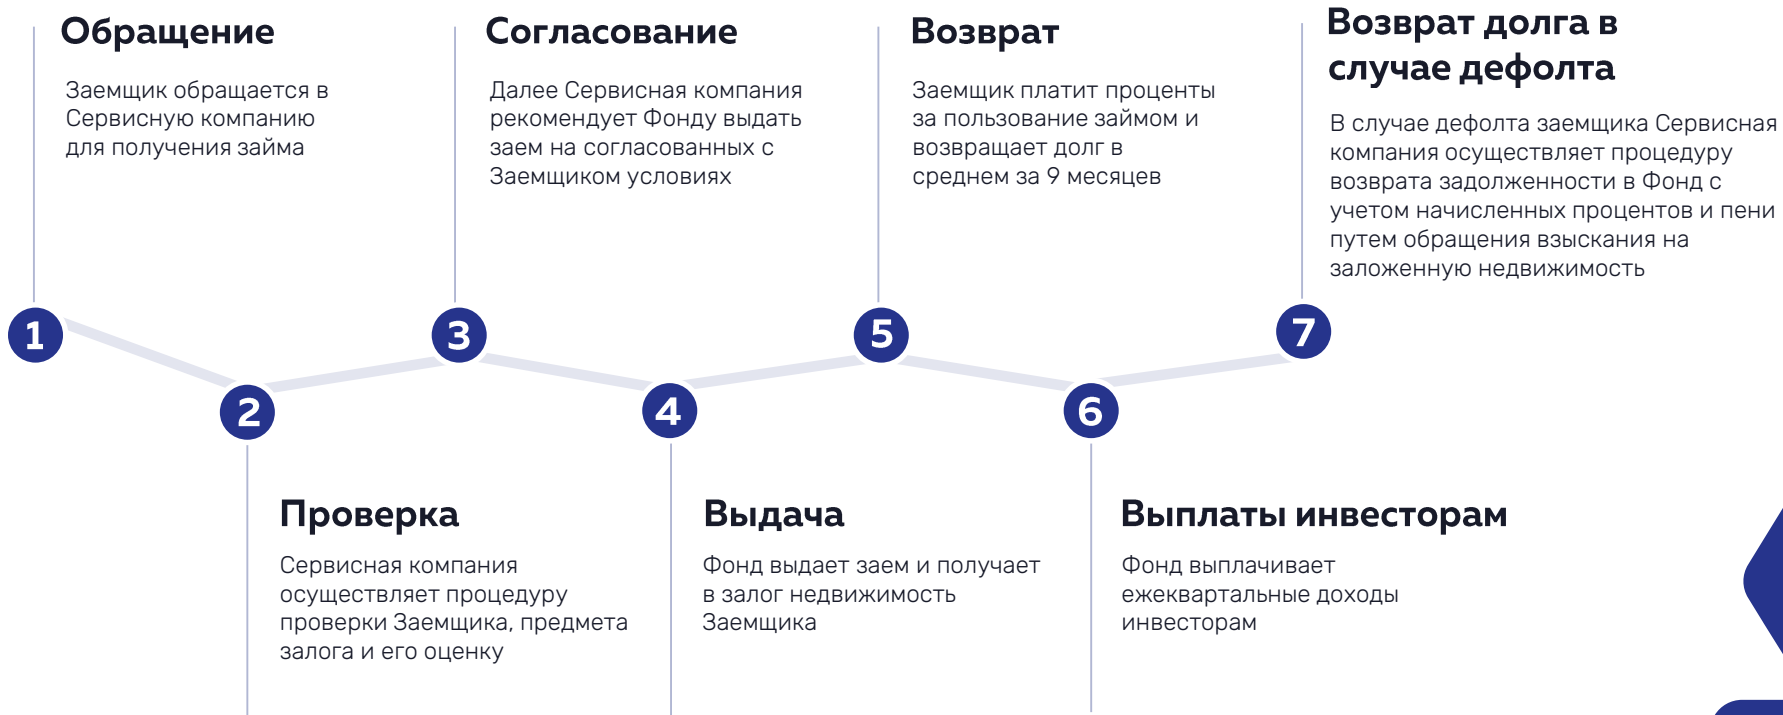 Обращение
Заемщик обращается в
Сервисную компанию
для получения займа
1
Проверка
Сервисная компания
осуществляет процедуру
проверки Заемщика, предмета
залога и его оценку
2
Согласование
Далее Сервисная компания
рекомендует Фонду выдать
заем на согласованных с
Заемщиком условиях
3
Выдача
Фонд выдает заем и получает
в залог недвижимость
Заемщика
4
Возврат
Заемщик платит проценты
за пользование займом и
возвращает долг в
среднем за 9 месяцев
5
Выплаты инвесторам
Фонд выплачивает
ежеквартальные доходы
инвесторам
6
Возврат долга в
случае дефолта
В случае дефолта заемщика Сервисная
компания осуществляет процедуру
возврата задолженности в Фонд с
учетом начисленных процентов и пени
путем обращения взыскания на
заложенную недвижимость
7